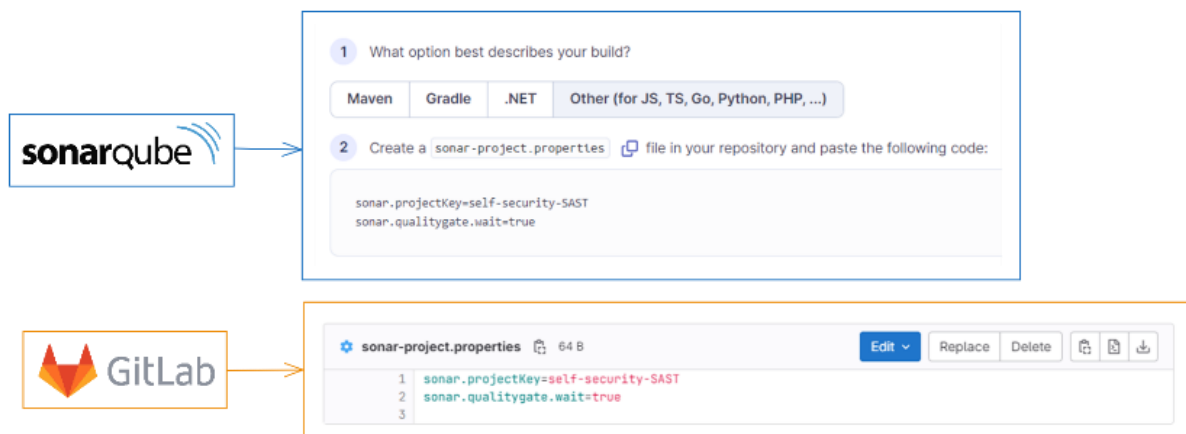 1 What option best describes your build?
Maven Gradle .NET Other (for JS, TS, Go, Python, PHP, ...)
sonarqube
2 Create a sonar-project.properties file in your repository and paste the following code:
sonar.projectKey=self-security-SAST
sonar.qualitygate.wait=true
GitLab
sonar-project.properties 64 B Edit Replace Delete
1 sonar.projectKey=self-security-SAST
2 sonar.qualitygate.wait=true
3